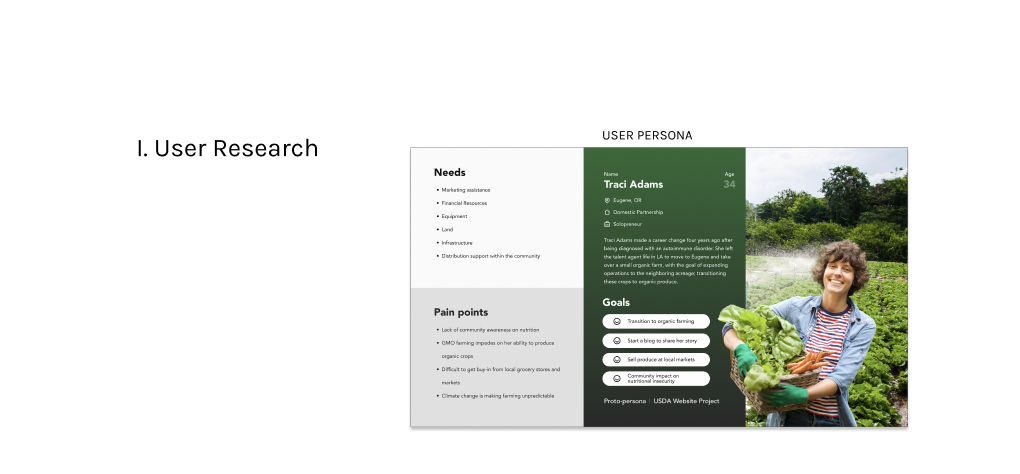 I. User Research
USER PERSONA
Needs
• Marketing assistance
• Financial Resources
• Equipment
• Land
• Infrastructure
• Distribution support within the community
Pain points
• Lack of community awareness on nutrition
• GMO farming impedes on her ability to produce
organic crops
• Difficult to get buy-in from local grocery stores and
markets
• Climate change is making farming unpredictable
Name
Age
Traci Adams
34
Eugene, OR
Domestic Partnership
Solopreneur
Traci Adams made a career change four years ago after
being diagnosed with an autoimmune disorder. She left
the talent agent life in LA to move to Eugene and take
over a small organic farm, with the goal of expanding
operations to the neighboring acreage; transitioning
these crops to organic produce.
Goals
Transition to organic farming
Start a blog to share her story
Sell produce at local markets
Community impact on
nutritional insecurity
Proto-persona | USDA Website Project